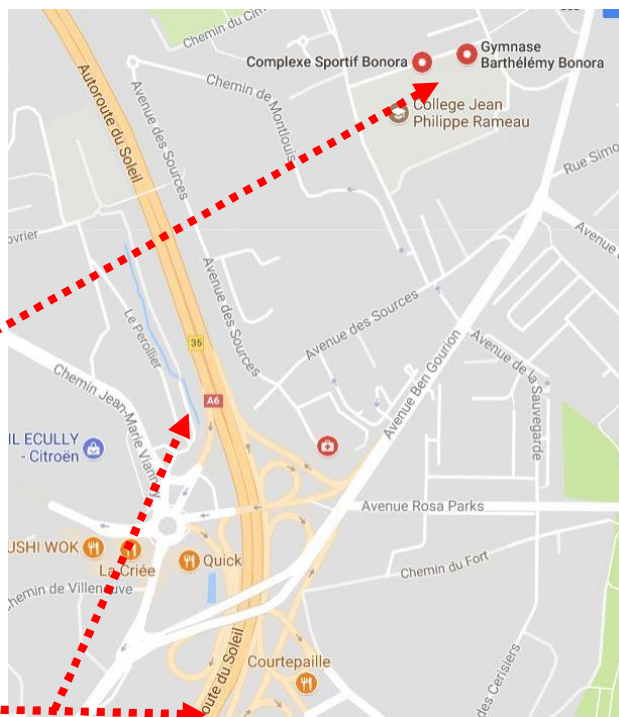 Chemin du
Complexe Sportif Bonora
Gymnase
Barthélémy Bonora
College Jean
Philippe Rameau
Autoroute du Soleil
Avenue des Sources
Chemin de Montlouis
Rue Simo
Avenue
ovrier
Le Perollier
Avenue des Sources
Avenue des Sources
Avenue Ben Gourion
Avenue de la Sauvegarde
35
A6
Chemin Jean-Marie Vianney
IL ECULLY
- Citroën
Avenue Rosa Parks
USHI WOK
La Criée
Quick
Chemin de Villeneuve
Chemin du Fort
Courtepaille
oute du Soleil
des Cerisiers